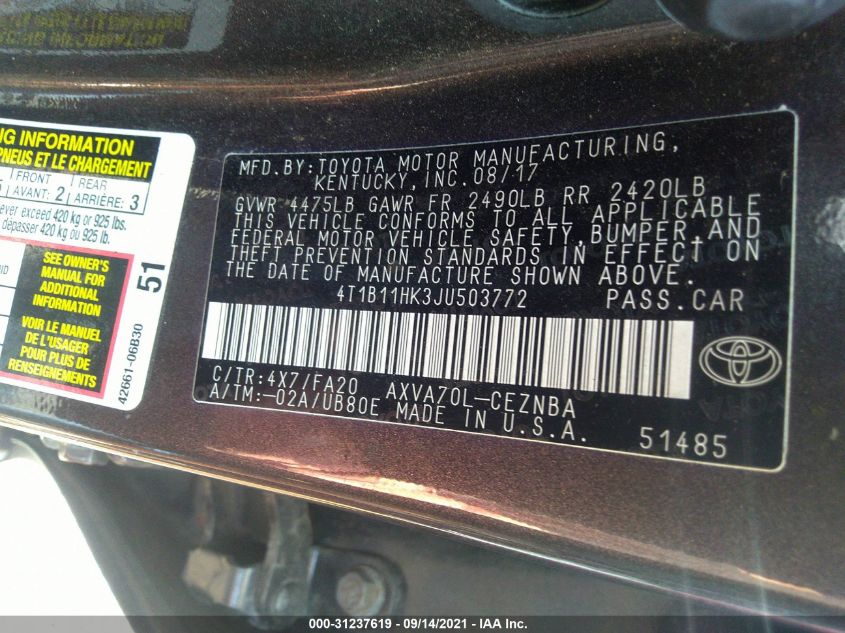 NG INFORMATION
PNEUS ET LE CHARGEMENT
FRONT
REAR
AVANT: 2
ARRIÈRE: 3
ever exceed 420 kg or 925 lbs.
dépasser 420 kg ou 925 lb.
SEE OWNER'S
MANUAL FOR
ADDITIONAL
INFORMATION
VOIR LE MANUEL
DE L'USAGER
POUR PLUS DE
RENSEIGNEMENTS
51
42661-06B30
MFD.BY:TOYOTA MOTOR MANUFACTURING,
KENTUCKY, INC.08/17
GVWR 4475LB GAWR FR 2490LB RR 2420LB
THIS VEHICLE CONFORMS TO ALL APPLICABLE
FEDERAL MOTOR VEHICLE SAFETY,BUMPER,AND
THEFT PREVENTION STANDARDS IN EFFECT ON
THE DATE OF MANUFACTURE SHOWN ABOVE.
4T1B11HK3JU503772 PASS.CAR
C/TR:4X7/FA20 AXVA70L-CEZNBA
A/TM:-02A/UB80E MADE IN U.S.A.
51485
000-31237619 - 09/14/2021 - IAA Inc.